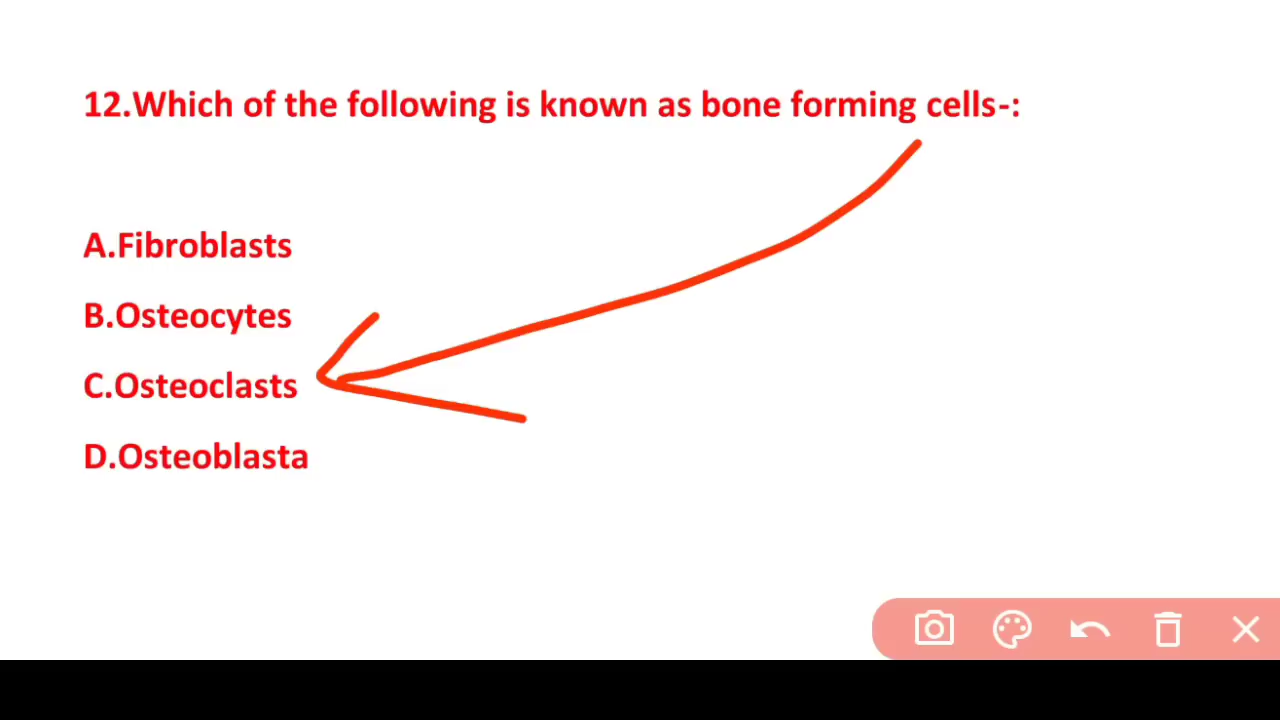 12.Which of the following is known as bone forming cells-:
A.Fibroblasts
B.Osteocytes
C.Osteoclasts
D.Osteoblasta